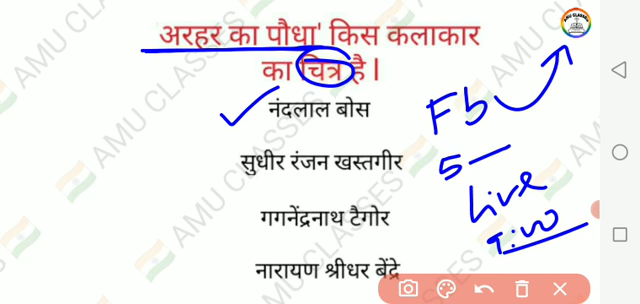 अरहर का पौधा' किस कलाकार
का चित्र है।
नंदलाल बोस
सुधीर रंजन खस्तगीर
गगनेंद्रनाथ टैगोर
नारायण श्रीधर बेंद्रे
Fb
5
Live
AMU CLASSES